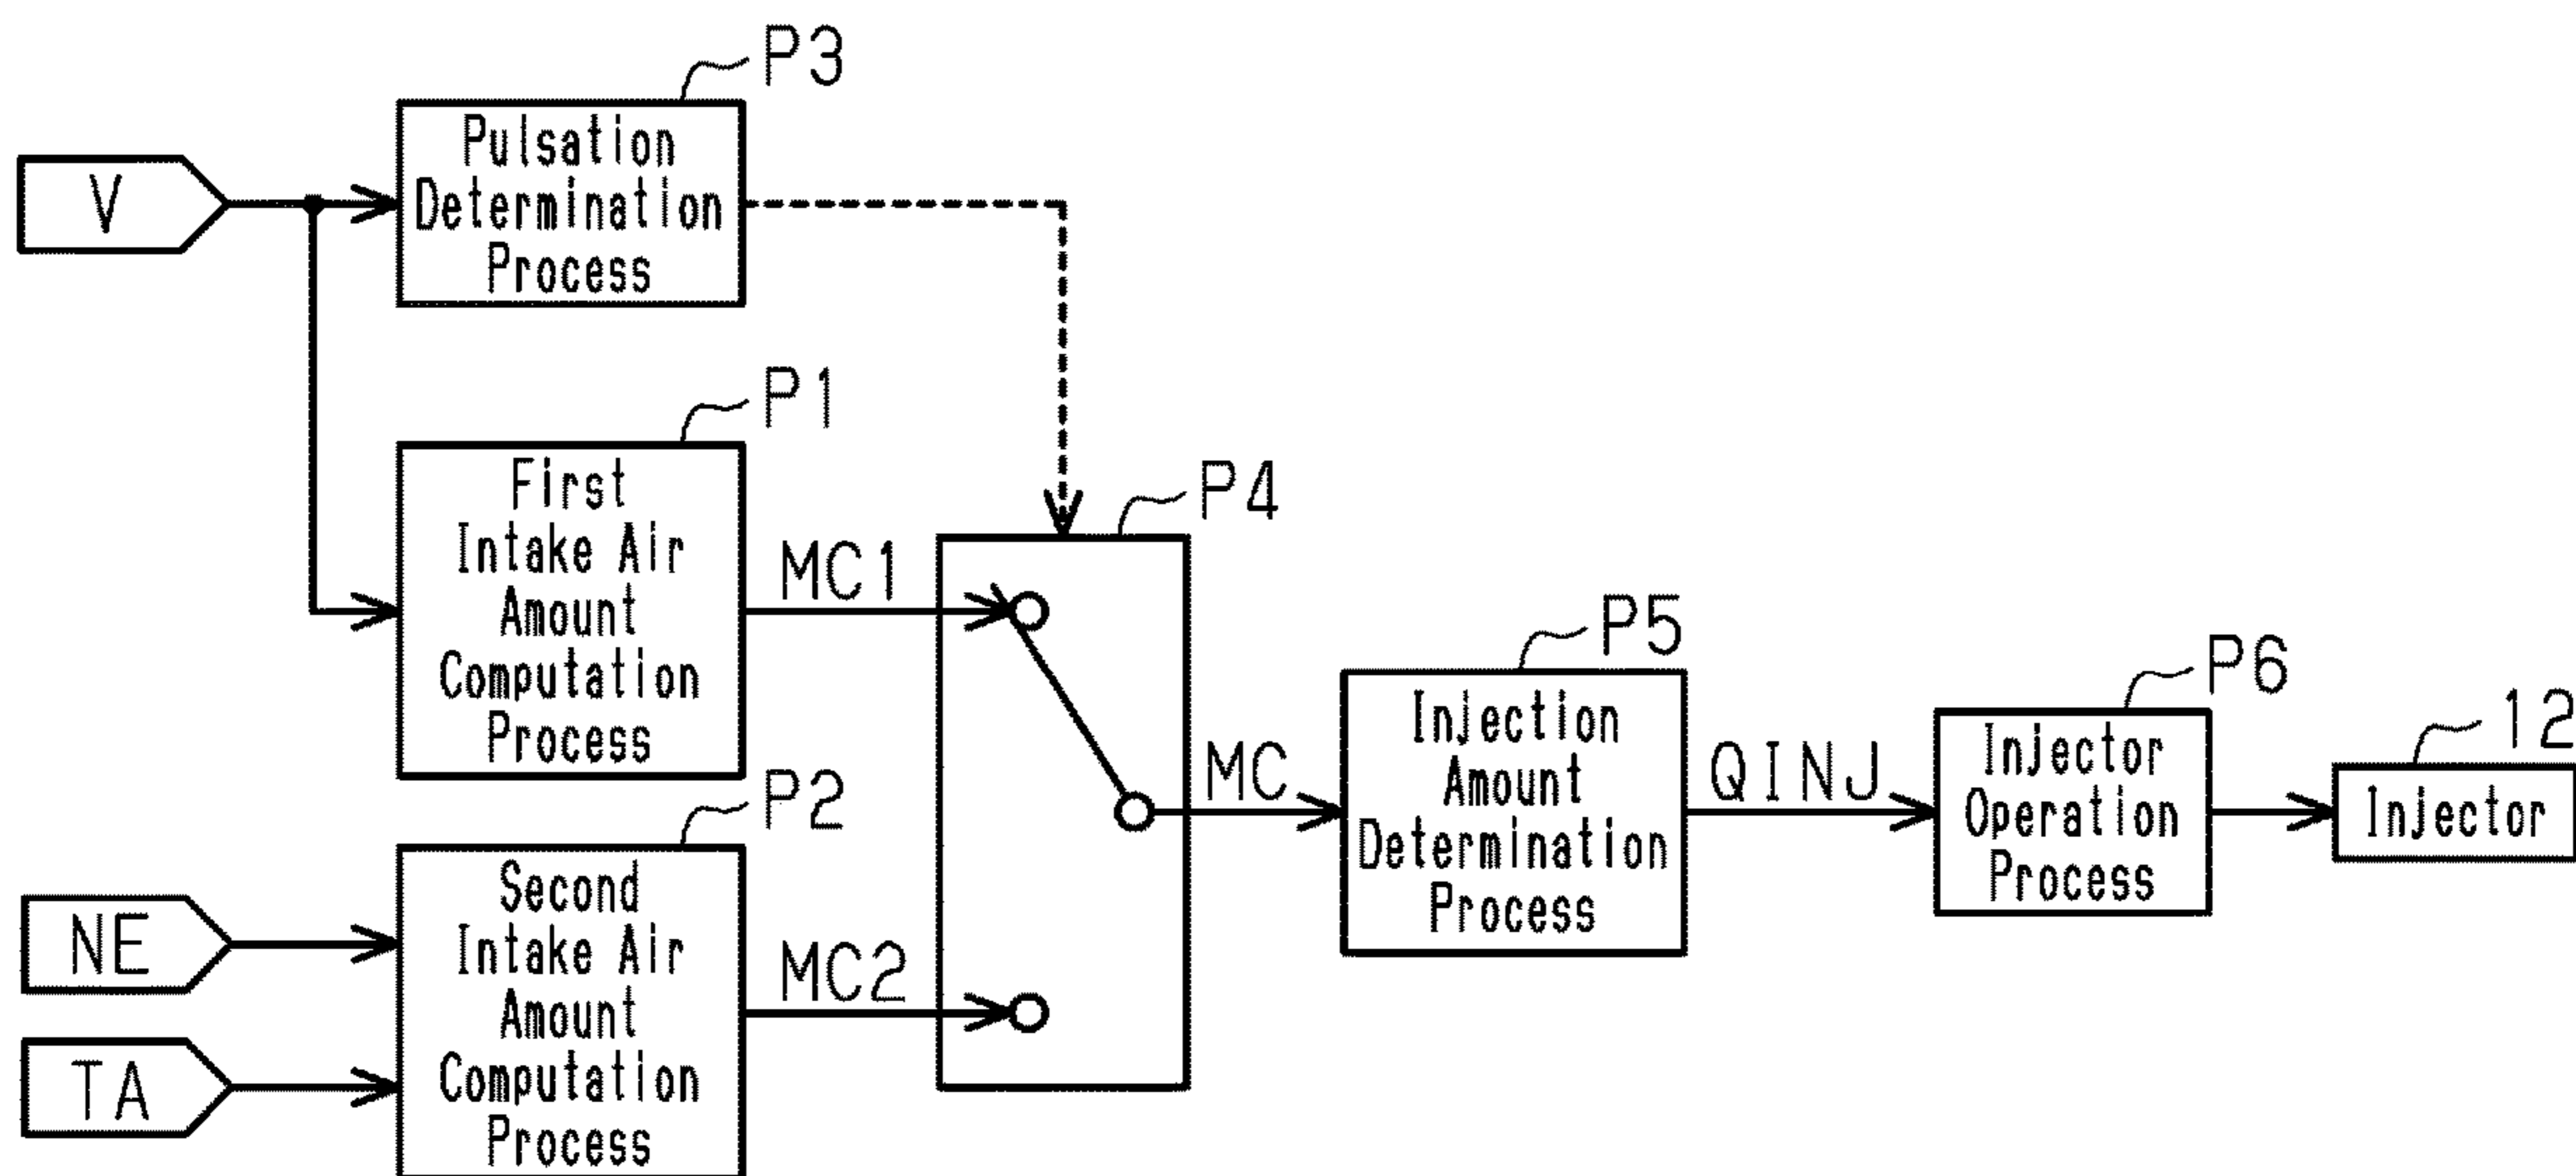 P3
Pulsation
Determination
Process
V
P1
First
Intake Air
Amount
Computation
Process
MC1
P4
P2
Second
Intake Air
Amount
Computation
Process
NE
TA
MC2
MC
P5
Injection
Amount
Determination
Process
QINJ
P6
Injector
Operation
Process
12
Injector